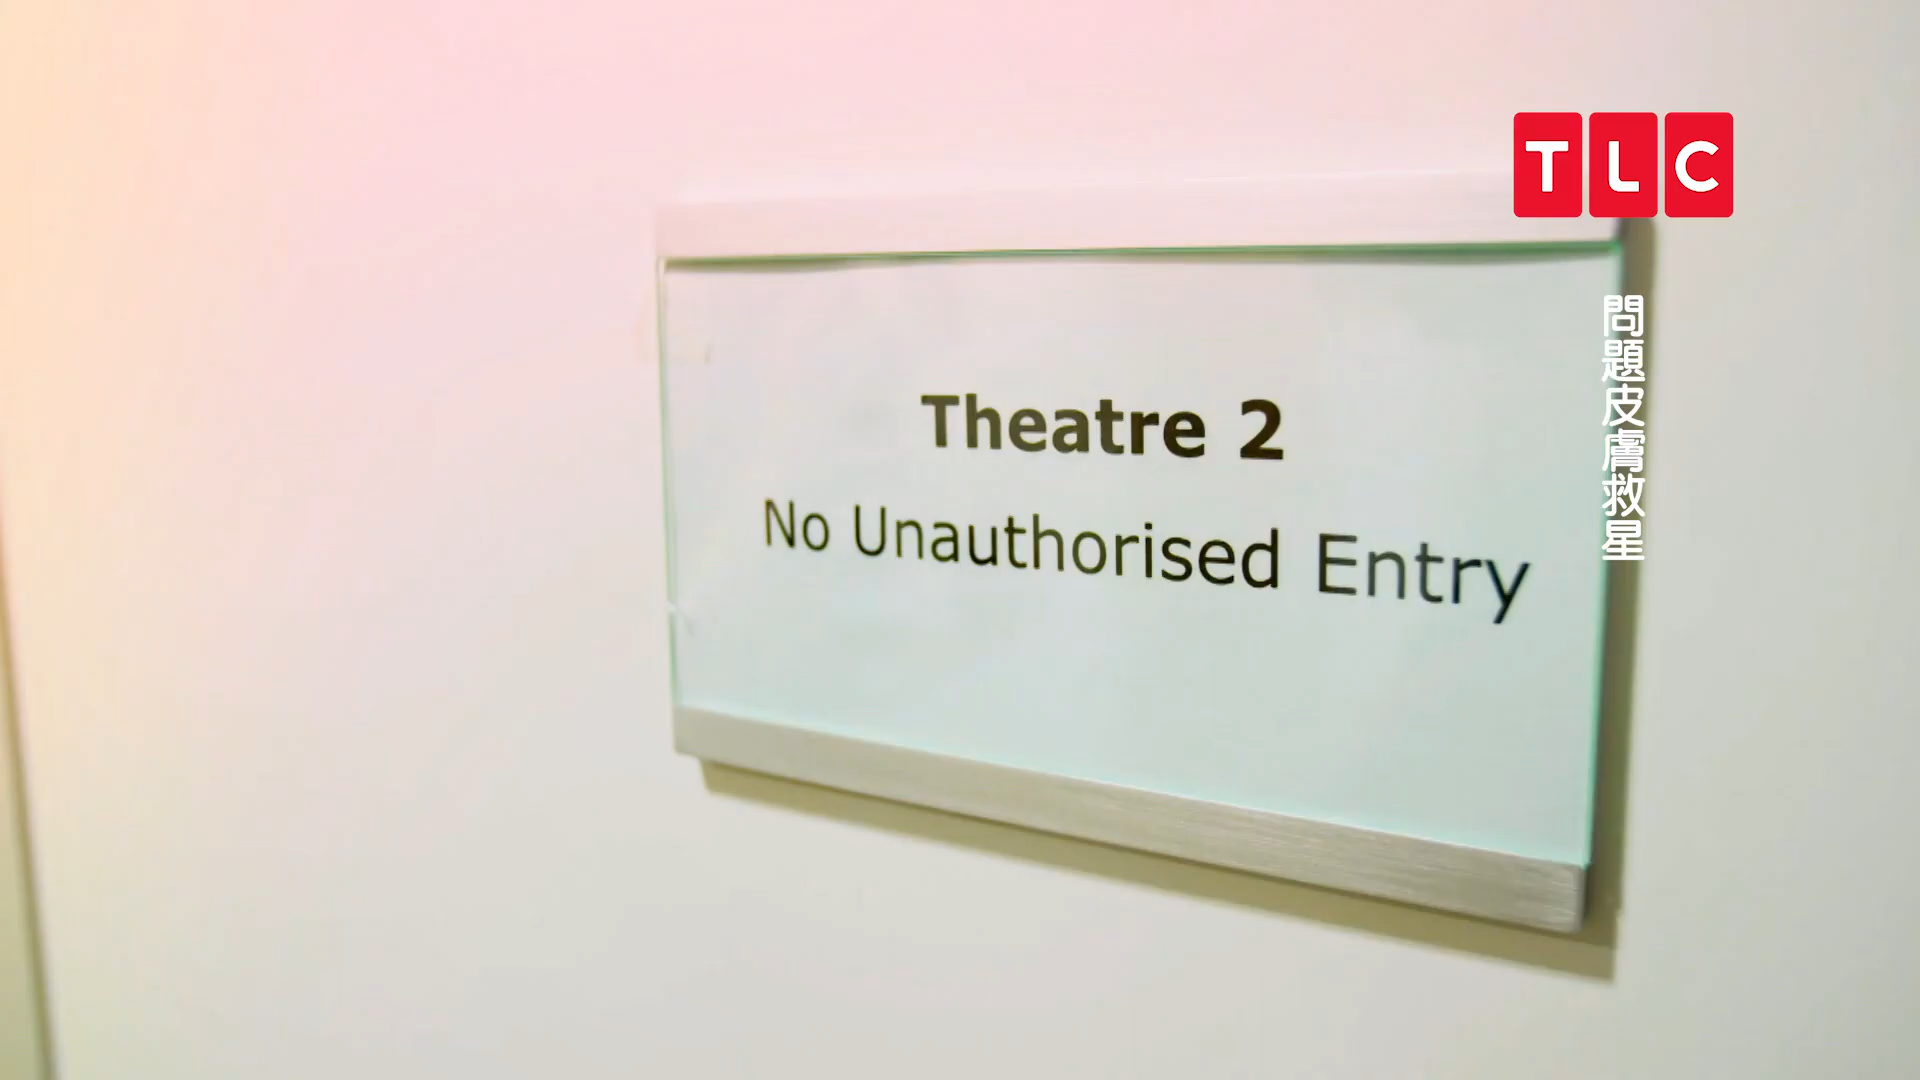 TLC
問題皮膚救星
Theatre 2
No Unauthorised Entry